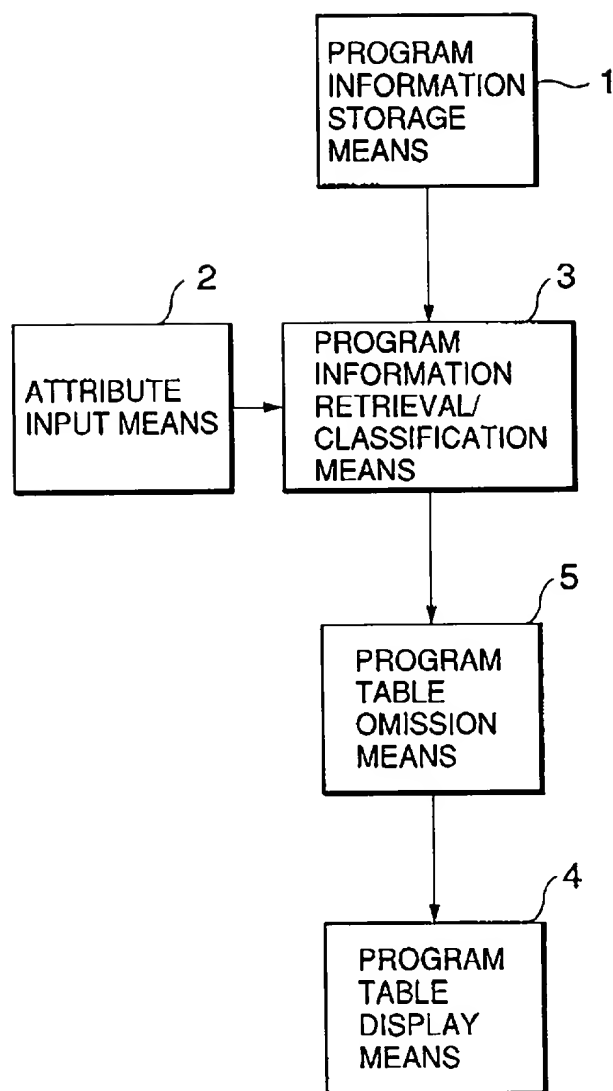 PROGRAM
INFORMATION
STORAGE
MEANS
1
2
ATTRIBUTE
INPUT MEANS
3
PROGRAM
INFORMATION
RETRIEVAL/
CLASSIFICATION
MEANS
5
PROGRAM
TABLE
OMISSION
MEANS
4
PROGRAM
TABLE
DISPLAY
MEANS